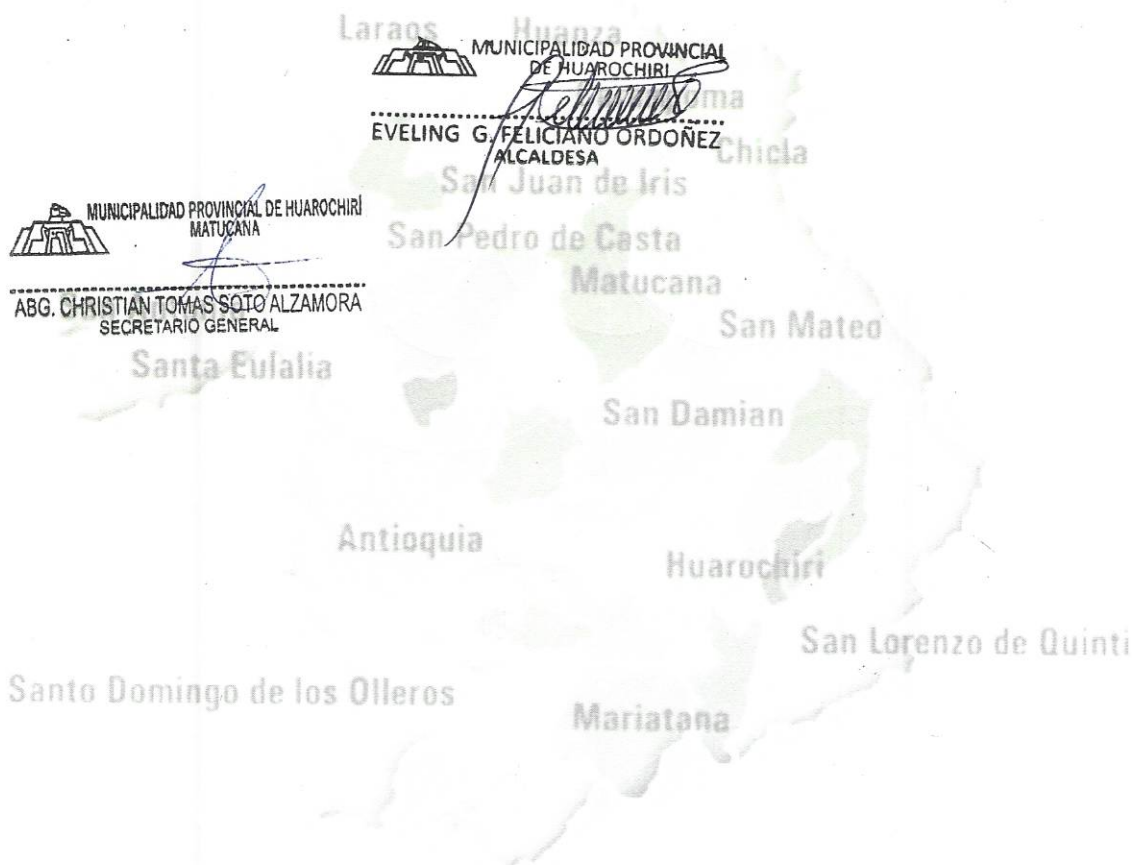 Laraos Huanza
MUNICIPALIDAD PROVINCIAL
DE HUAROCHIRI
EVELING G. FELICIANO ORDOÑEZ
ALCALDESA
Chicla
San Juan de Iris
MUNICIPALIDAD PROVINCIAL DE HUAROCHIRÍ
MATUCANA
San Pedro de Casta
Matucana
ABG. CHRISTIAN TOMAS SOTO ALZAMORA
SECRETARIO GENERAL
San Mateo
Santa Eulalia
San Damian
Antioquia
Huarochiri
San Lorenzo de Quinti
Santo Domingo de los Olleros
Mariatana